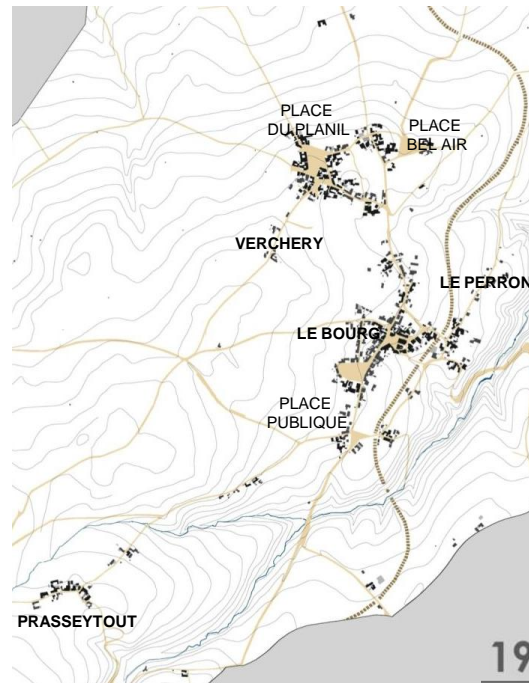 PLACE
DU PLANIL
PLACE
BEL AIR
VERCHERY
LE PERRON
LE BOURG
PLACE
PUBLIQUE
PRASSEYTOUT
19